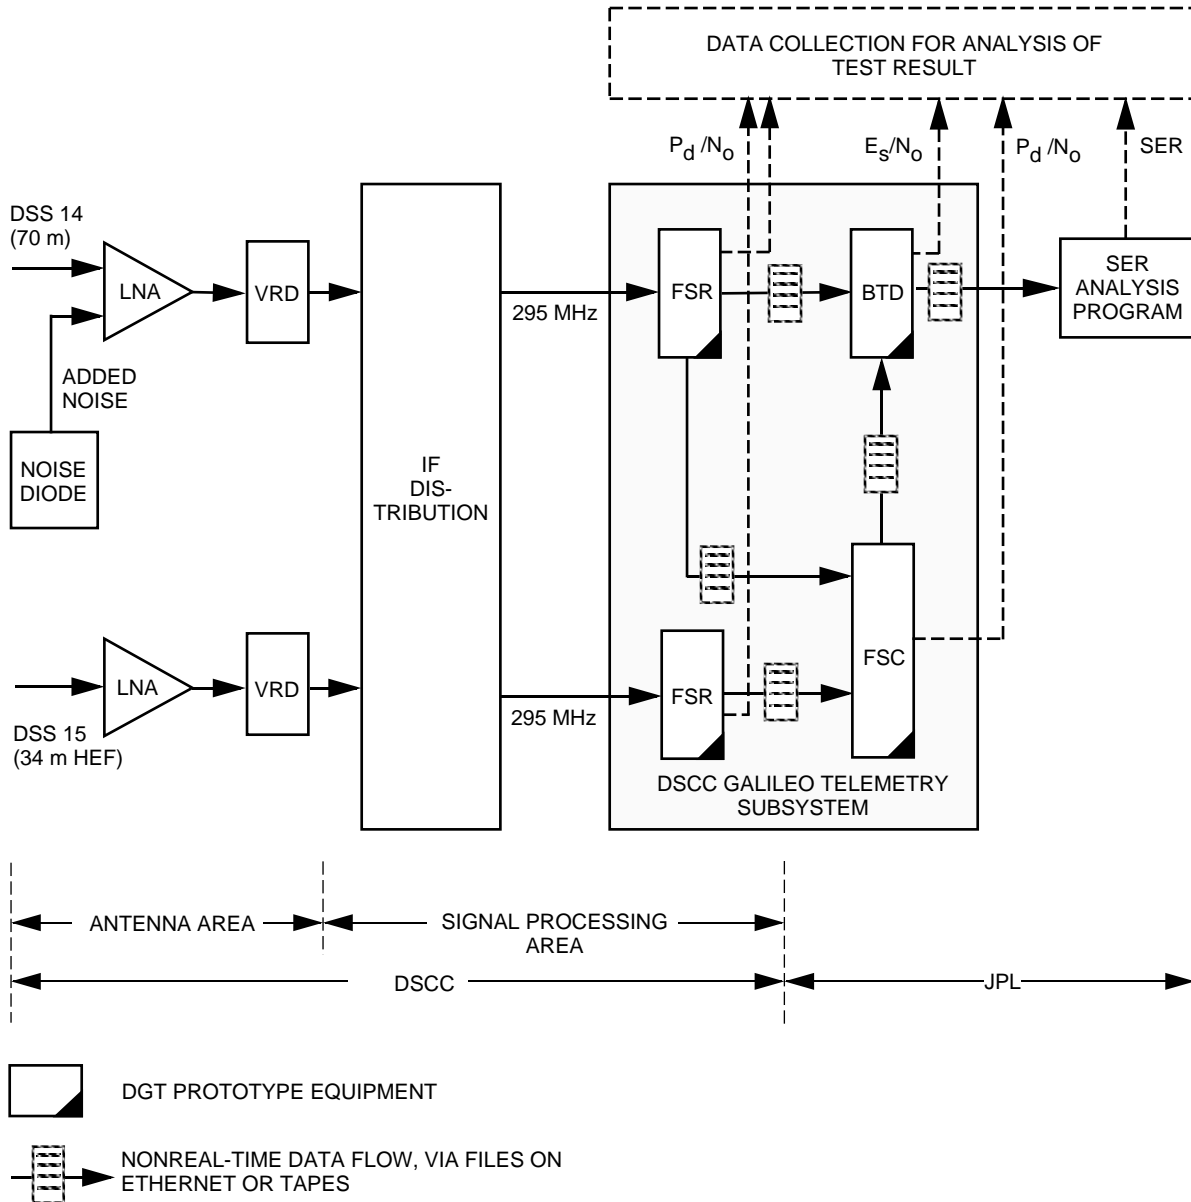 DATA COLLECTION FOR ANALYSIS OF
TEST RESULT
Pd /No
Es/No
Pd /No
SER
DSS 14
(70 m)
LNA
VRD
FSR
BTD
SER
ANALYSIS
PROGRAM
295 MHz
ADDED
NOISE
NOISE
DIODE
IF
DIS-
TRIBUTION
LNA
VRD
FSR
FSC
295 MHz
DSS 15
(34 m HEF)
DSCC GALILEO TELEMETRY
SUBSYSTEM
ANTENNA AREA
SIGNAL PROCESSING
AREA
DSCC
JPL
DGT PROTOTYPE EQUIPMENT
NONREAL-TIME DATA FLOW, VIA FILES ON
ETHERNET OR TAPES